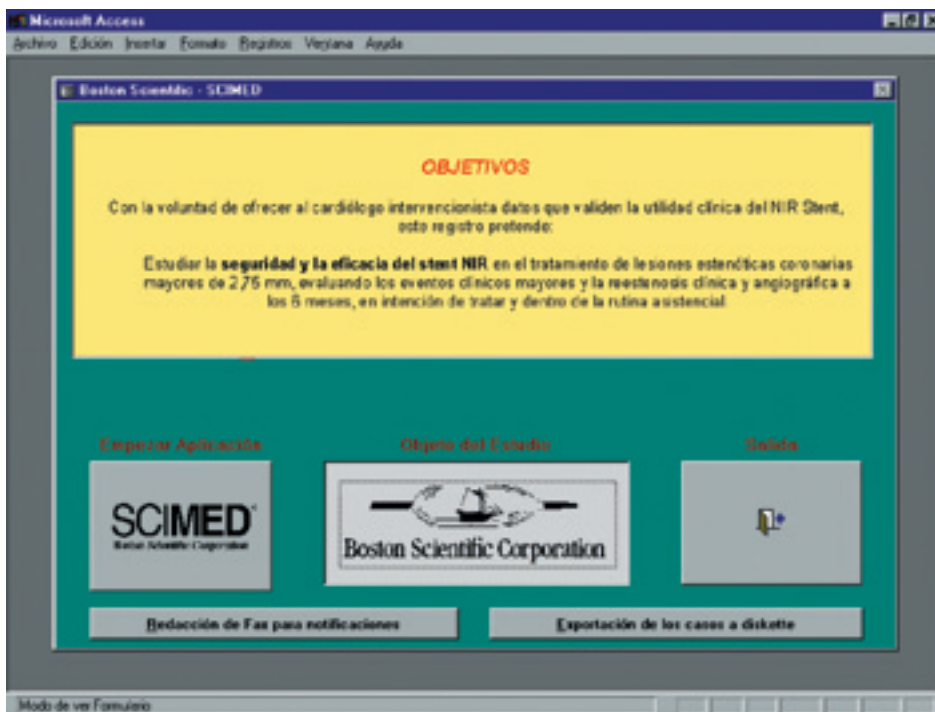 Microsoft Access
Archivo Edición Insertar Formato Registros Ventana Ayuda
Boston Scientific - SCIMED
OBJETIVOS
Con la voluntad de ofrecer al cardiólogo intervencionista datos que validen la utilidad clínica del NIR Stent,
este registro pretende:
Estudiar la seguridad y la eficacia del stent NIR en el tratamiento de lesiones estenóticas coronarias
mayores de 2,75 mm, evaluando los eventos clínicos mayores y la reestenosis clínica y angiográfica a
los 6 meses, en intención de tratar y dentro de la rutina asistencial
Empezar Aplicación Objeto del Estudio Salida
SCIMED
Boston Scientific Corporation
Boston Scientific Corporation
Redacción de Fax para notificaciones Exportación de los casos a diskette
Modo de ver Formulario